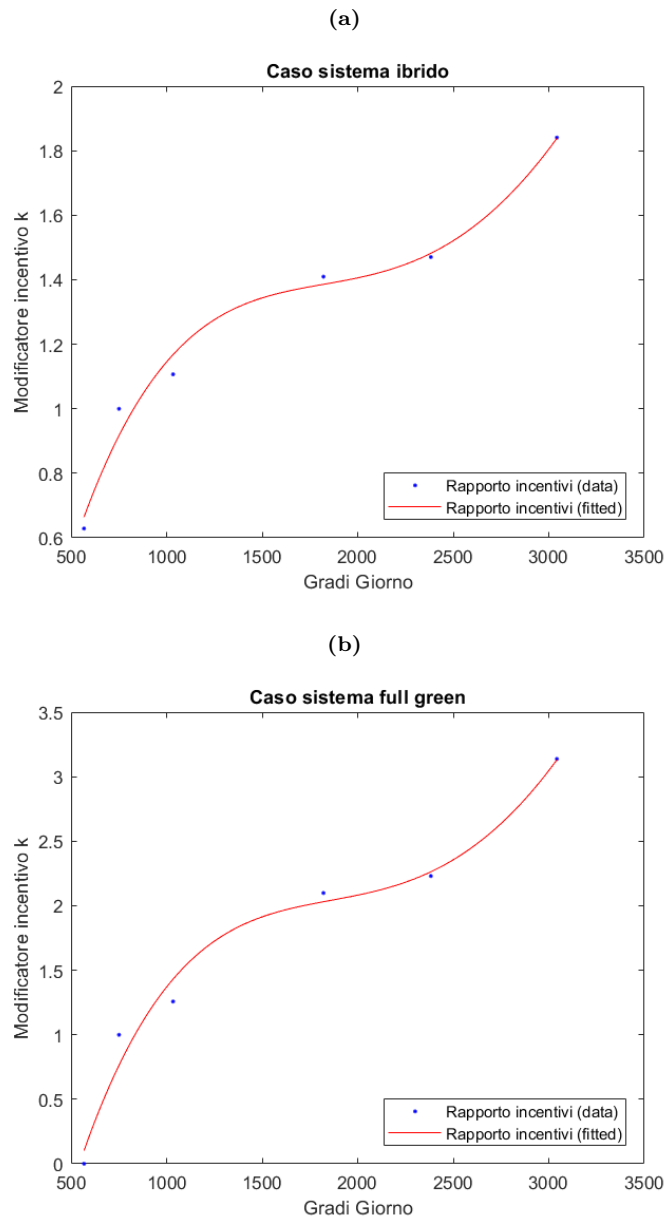 (a)
Caso sistema ibrido
2
1.8
1.6
1.4
1.2
1
0.8
0.6
Modificatore incentivo k
Rapporto incentivi (data)
Rapporto incentivi (fitted)
500 1000 1500 2000 2500 3000 3500
Gradi Giorno
(b)
Caso sistema full green
3.5
3
2.5
2
1.5
1
0.5
0
Modificatore incentivo k
Rapporto incentivi (data)
Rapporto incentivi (fitted)
500 1000 1500 2000 2500 3000 3500
Gradi Giorno